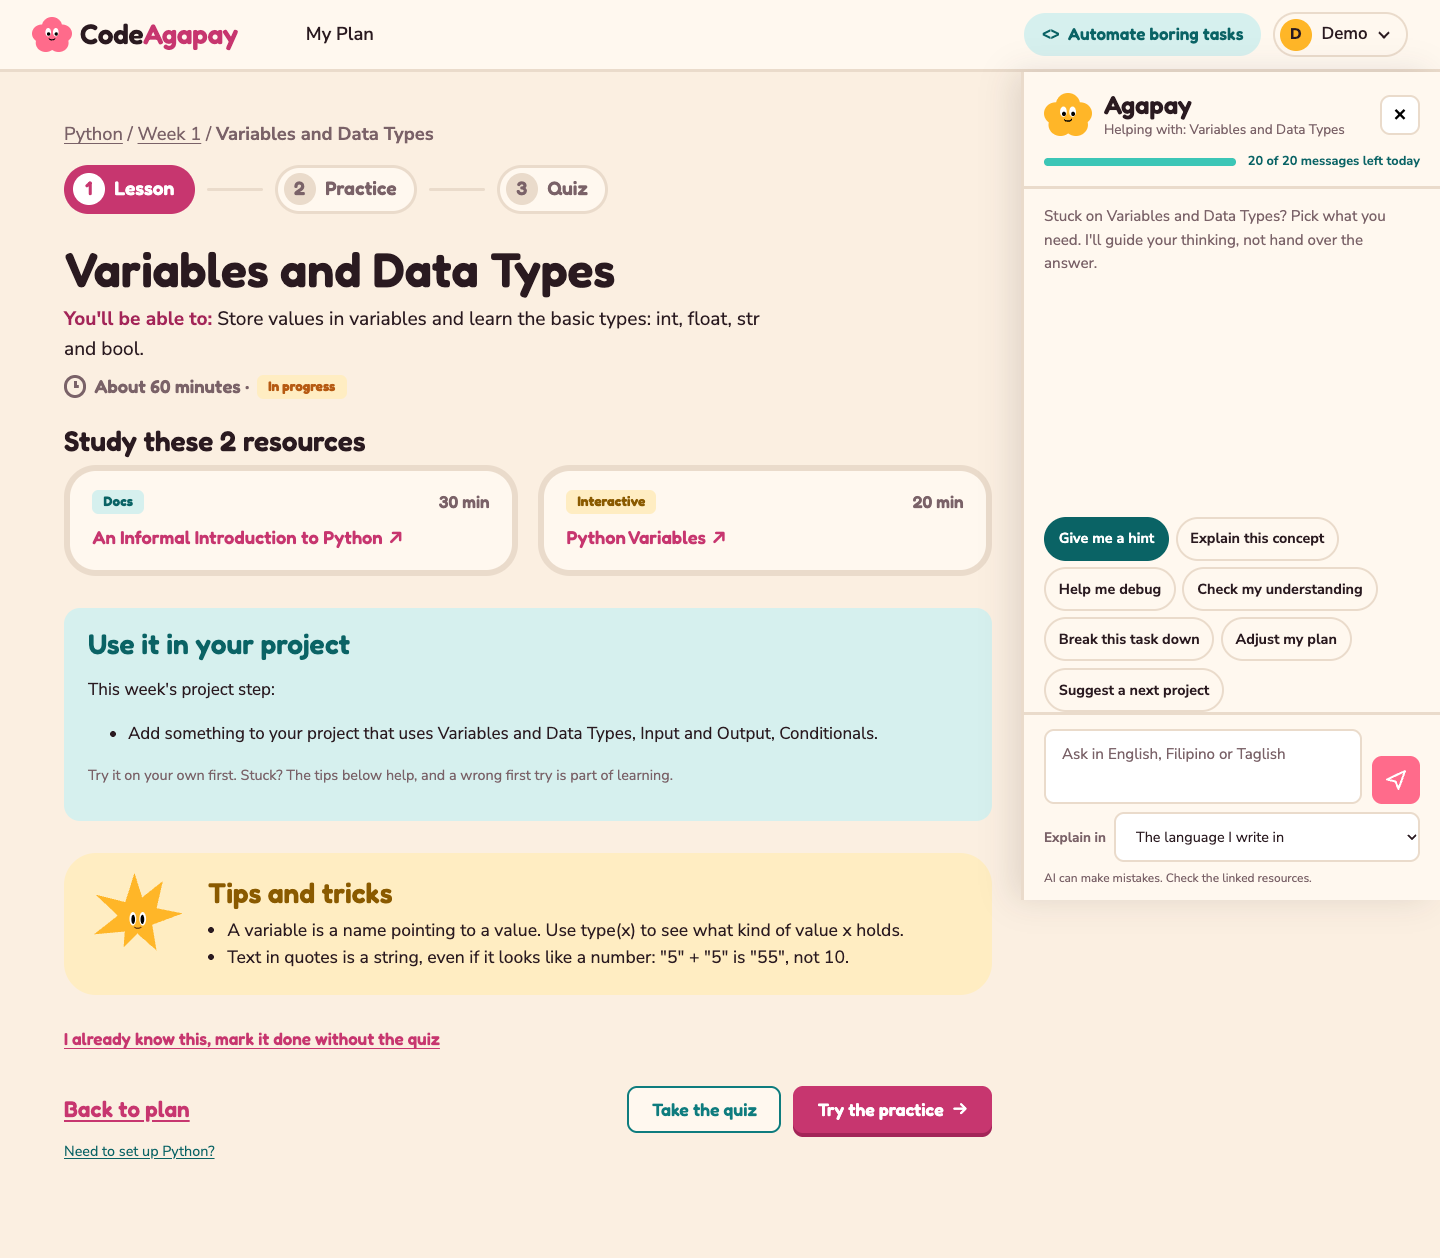 CodeAgapay
My Plan
<> Automate boring tasks
D Demo
Python / Week 1 / Variables and Data Types
1 Lesson
2 Practice
3 Quiz
Variables and Data Types
You'll be able to: Store values in variables and learn the basic types: int, float, str
and bool.
About 60 minutes · In progress
Study these 2 resources
Docs 30 min
An Informal Introduction to Python ↗
Interactive 20 min
Python Variables ↗
Use it in your project
This week's project step:
• Add something to your project that uses Variables and Data Types, Input and Output, Conditionals.
Try it on your own first. Stuck? The tips below help, and a wrong first try is part of learning.
Tips and tricks
• A variable is a name pointing to a value. Use type(x) to see what kind of value x holds.
• Text in quotes is a string, even if it looks like a number: "5" + "5" is "55", not 10.
I already know this, mark it done without the quiz
Back to plan
Take the quiz
Try the practice →
Need to set up Python?
Agapay
Helping with: Variables and Data Types
×
20 of 20 messages left today
Stuck on Variables and Data Types? Pick what you
need. I'll guide your thinking, not hand over the
answer.
Give me a hint
Explain this concept
Help me debug
Check my understanding
Break this task down
Adjust my plan
Suggest a next project
Ask in English, Filipino or Taglish
Explain in The language I write in
AI can make mistakes. Check the linked resources.